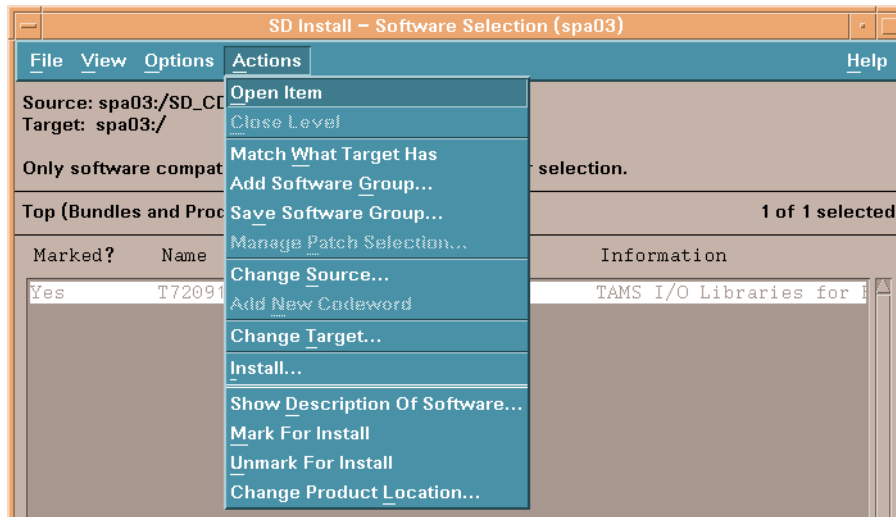 SD Install – Software Selection (spa03)
File View Options Actions Help
Source: spa03:/SD_CD
Target: spa03:/
Only software compat r selection.
Top (Bundles and Prod 1 of 1 selected
Marked? Name Information
Yes T72091 TAMS I/O Libraries for
Open Item
Close Level
Match What Target Has
Add Software Group...
Save Software Group...
Manage Patch Selection...
Change Source...
Add New Codeword
Change Target...
Install...
Show Description Of Software...
Mark For Install
Unmark For Install
Change Product Location...